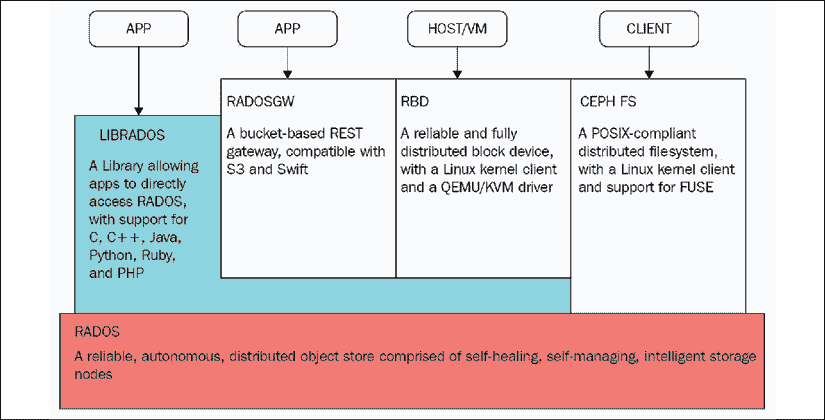 APP
APP
HOST/VM
CLIENT
LIBRADOS
A Library allowing
apps to directly
access RADOS,
with support for
C, C++, Java,
Python, Ruby,
and PHP
RADOSGW
A bucket-based REST
gateway, compatible with
S3 and Swift
RBD
A reliable and fully
distributed block device,
with a Linux kernel client
and a QEMU/KVM driver
CEPH FS
A POSIX-compliant
distributed filesystem,
with a Linux kernel client
and support for FUSE
RADOS
A reliable, autonomous, distributed object store comprised of self-healing, self-managing, intelligent storage
nodes